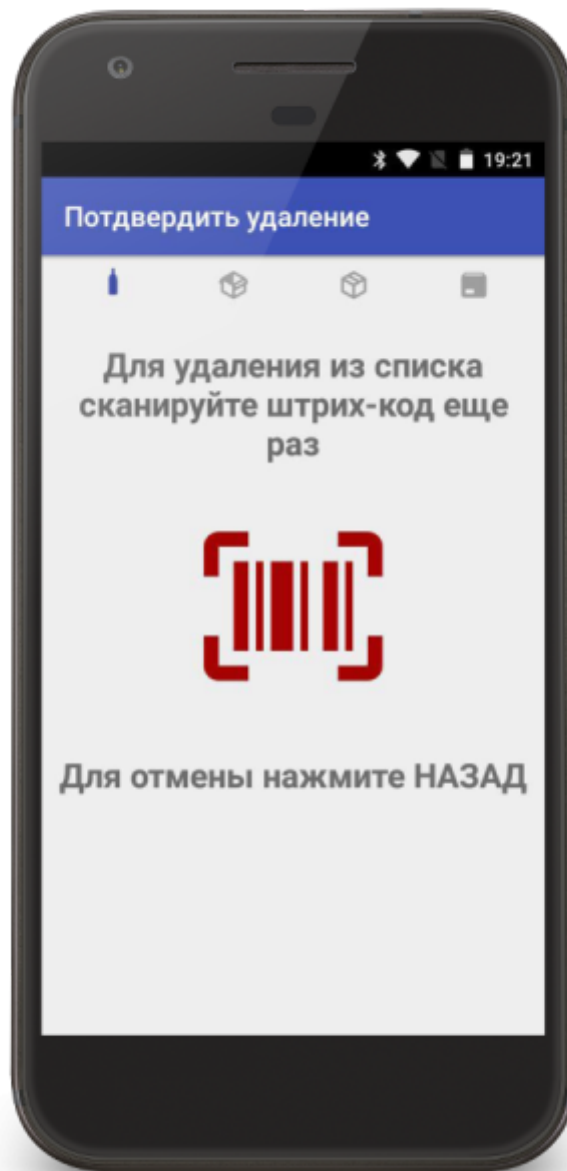 19:21
Потдвердить удаление
Для удаления из списка
сканируйте штрих-код еще
раз
Для отмены нажмите НАЗАД